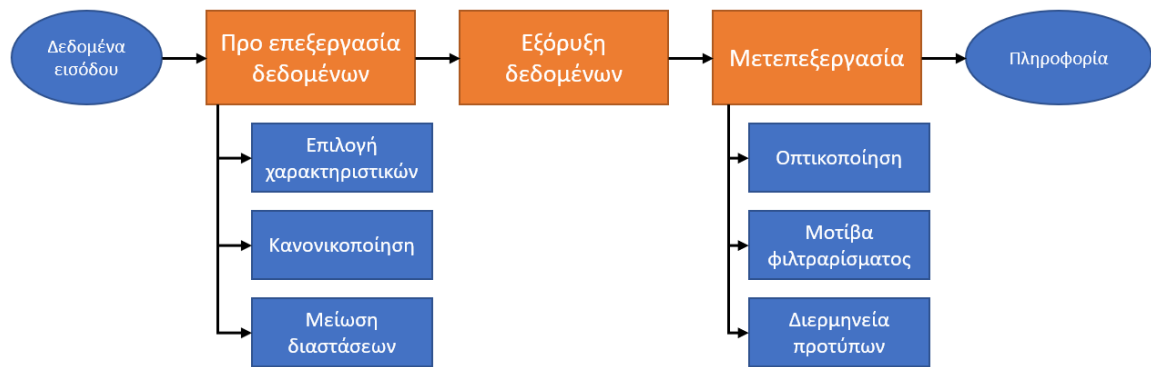 Δεδομένα
εισόδου
Προ επεξεργασία
δεδομένων
Εξόρυξη
δεδομένων
Μετεπεξεργασία
Πληροφορία
Επιλογή
χαρακτηριστικών
Κανονικοποίηση
Μείωση
διαστάσεων
Οπτικοποίηση
Μοτίβα
φιλτραρίσματος
Διερμηνεία
προτύπων